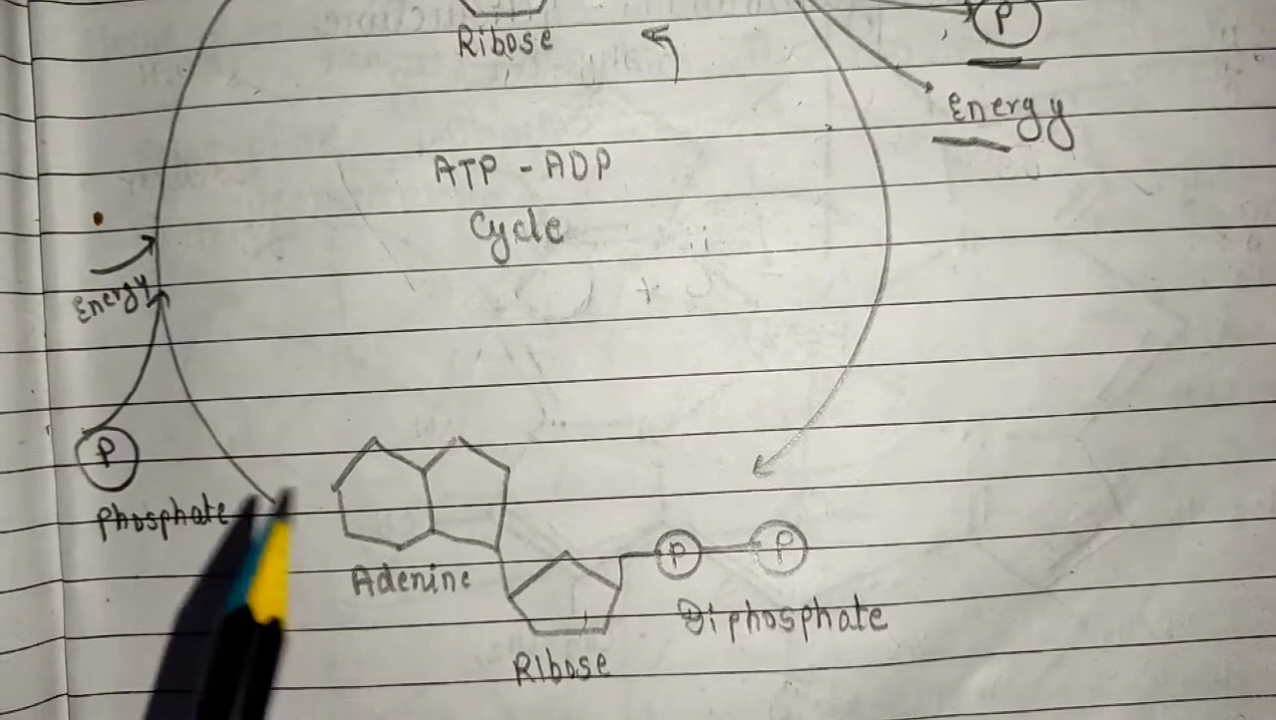 P
Ribose
Energy
ATP - ADP
Cycle
Energy
P
Phosphate
P P
Adenine
Diphosphate
Ribose